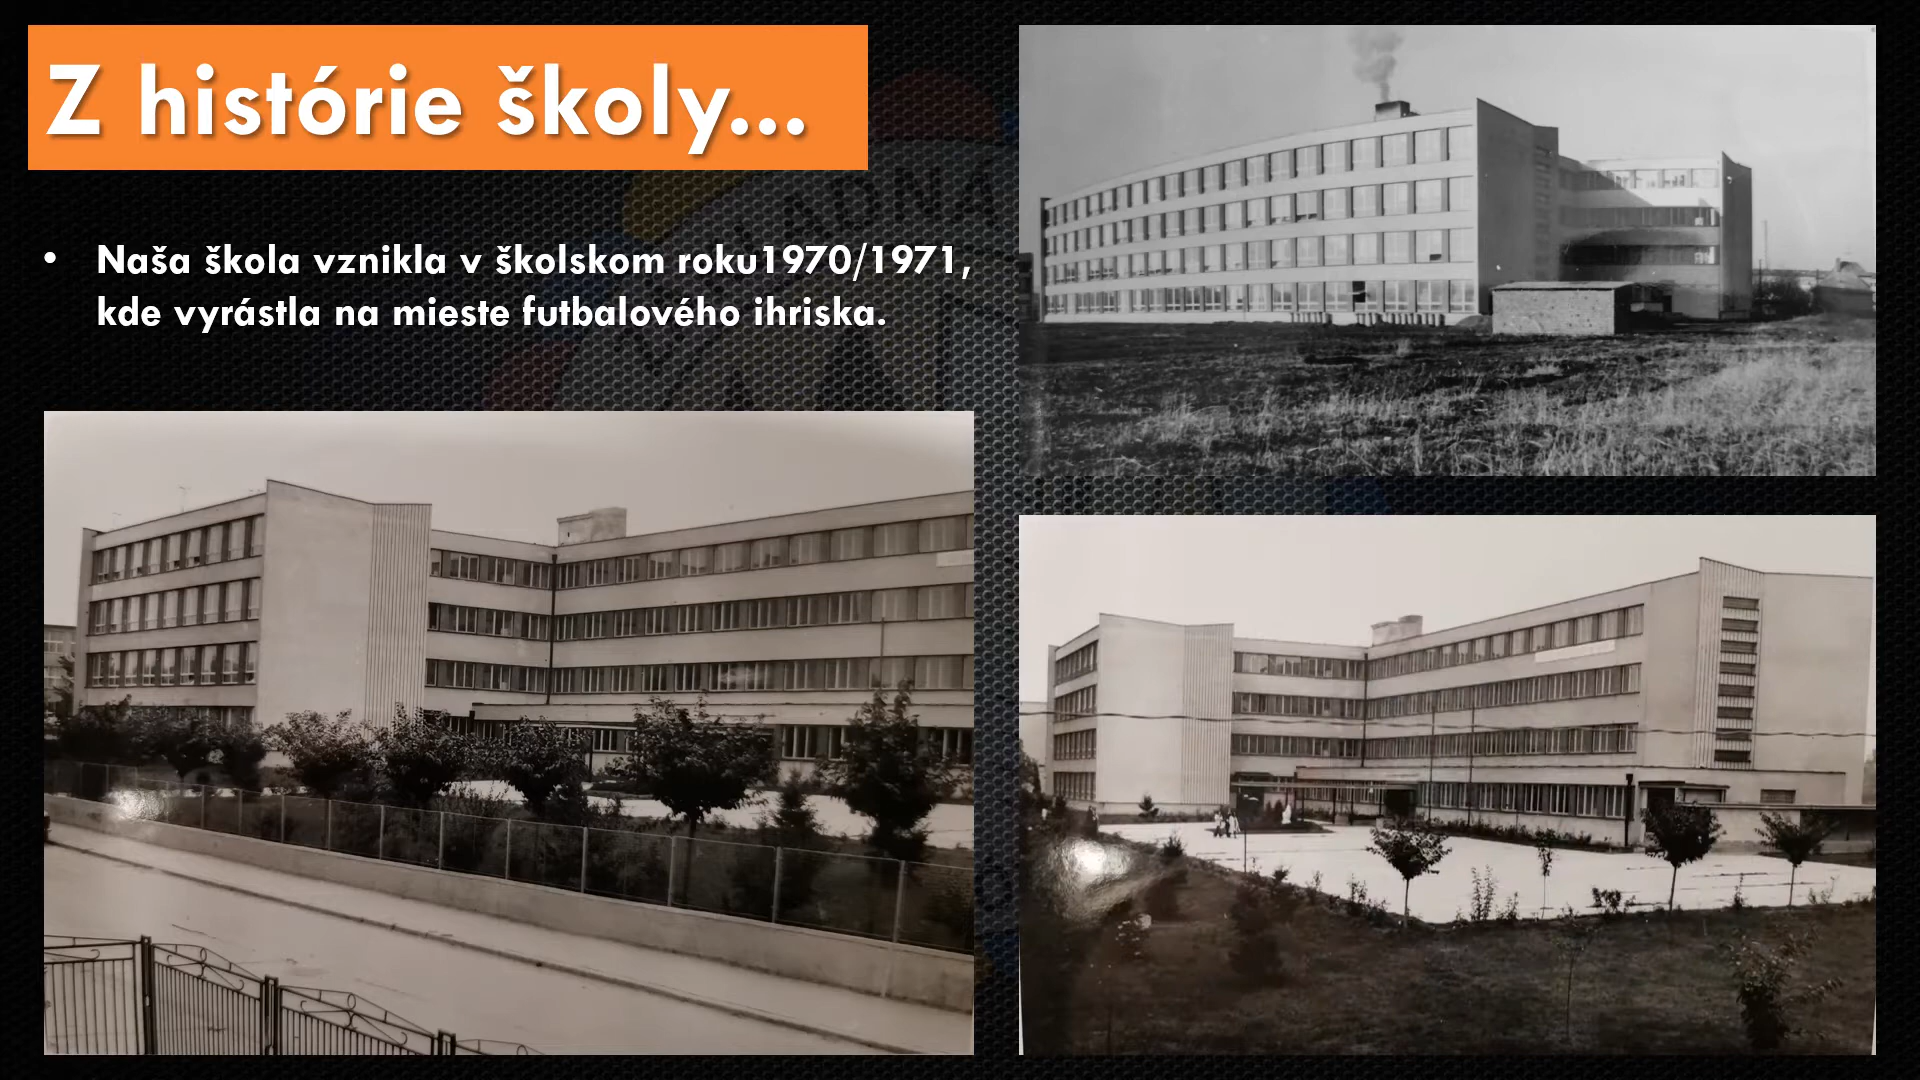 Z histórie školy...
• Naša škola vznikla v školskom roku1970/1971,
kde vyrástla na mieste futbalového ihriska.